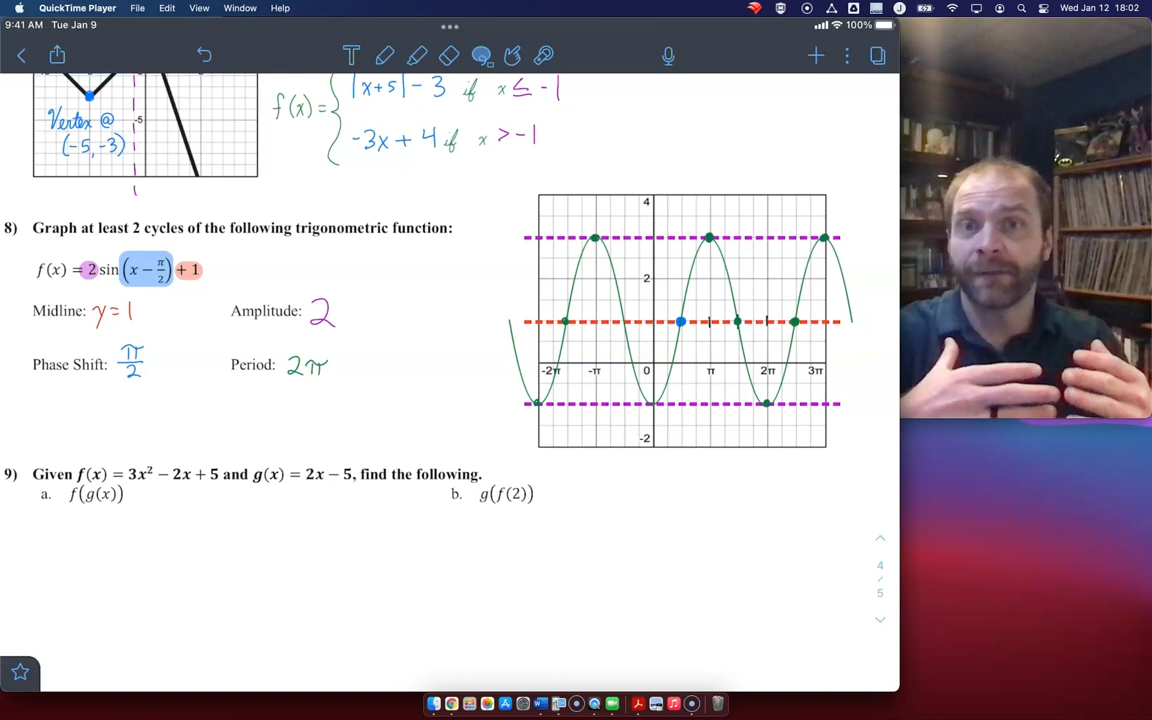 QuickTime Player File Edit View Window Help
Wed Jan 12 18:02
9:41 AM Tue Jan 9
100%
|x+5| - 3 if x ≤ -1
f(x) = {
-3x + 4 if x > -1
-5
Vertex @
(-5, -3)
8) Graph at least 2 cycles of the following trigonometric function:
f(x) = 2 sin(x − π/2) + 1
Midline: y = 1 Amplitude: 2
Phase Shift: π/2 Period: 2π
4
2
-2π -π 0 π 2π 3π
-2
9) Given f(x) = 3x² − 2x + 5 and g(x) = 2x − 5, find the following.
a. f(g(x)) b. g(f(2))
4
/
5